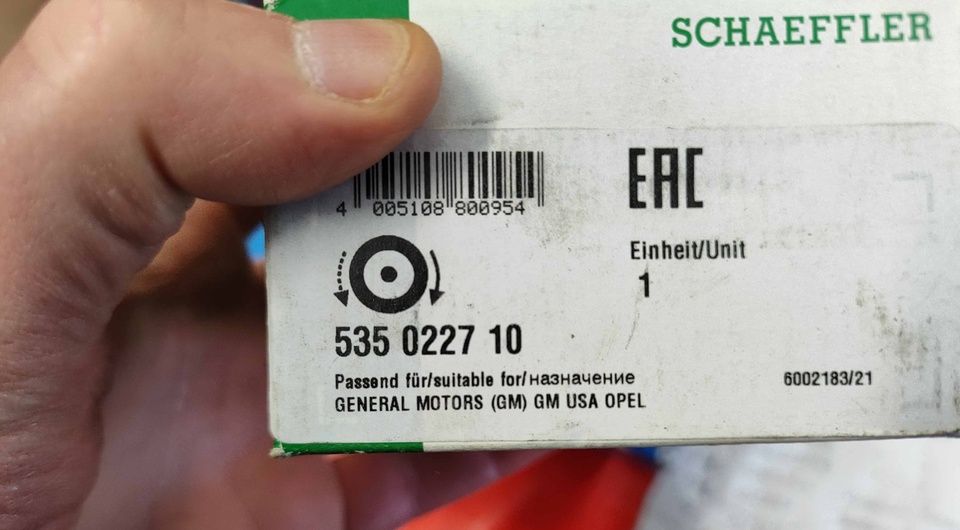 SCHAEFFLER
4 005108 800954
EAC
Einheit/Unit
1
535 0227 10
Passend für/suitable for/назначение
GENERAL MOTORS (GM) GM USA OPEL
6002183/21